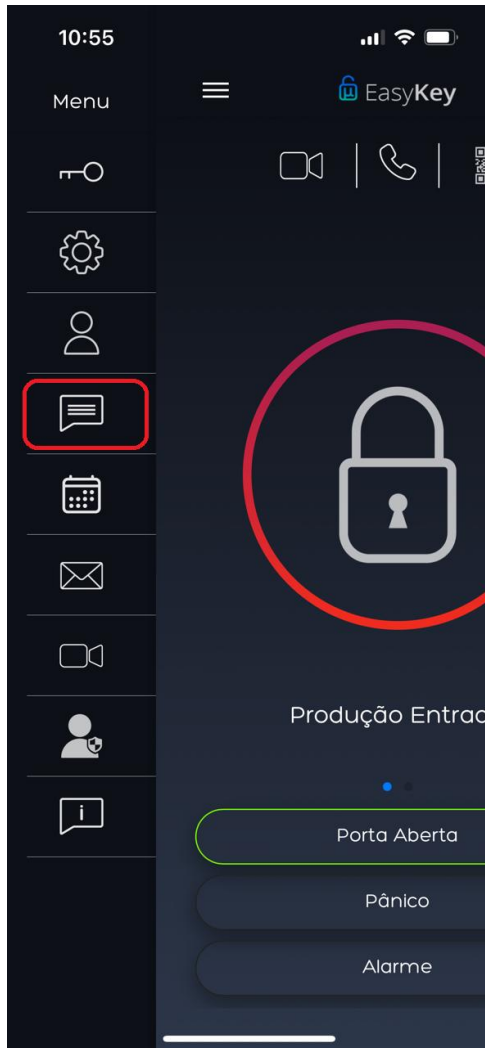 10:55
Menu
EasyKey
Produção Entrad
Porta Aberta
Pânico
Alarme